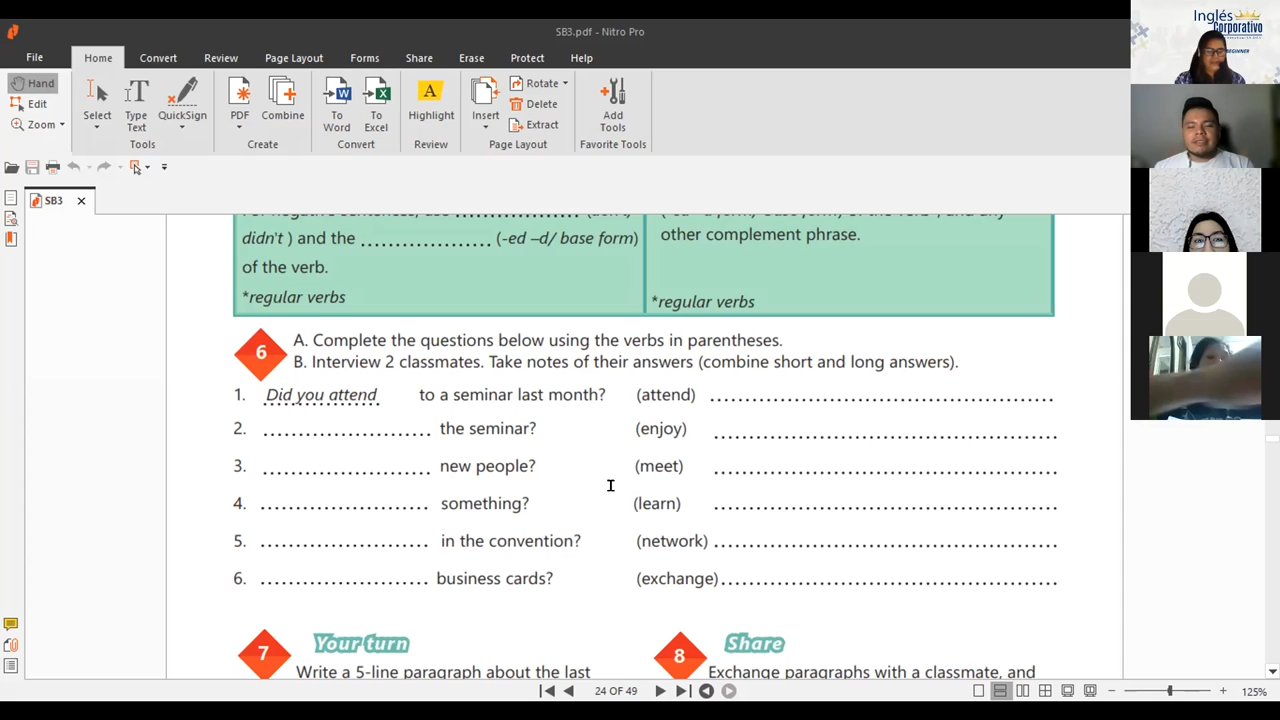 SB3.pdf - Nitro Pro
Inglés
Corporativo
BEGINNER
File
Home
Convert
Review
Page Layout
Forms
Share
Erase
Protect
Help
Hand
Edit
Zoom
Select
Type
Text
QuickSign
PDF
Combine
To
Word
To
Excel
Highlight
Insert
Rotate
Delete
Extract
Add
Tools
Tools
Create
Convert
Review
Page Layout
Favorite Tools
SB3
didn't ) and the .................... (-ed –d/ base form)
of the verb.
*regular verbs
other complement phrase.
*regular verbs
6
A. Complete the questions below using the verbs in parentheses.
B. Interview 2 classmates. Take notes of their answers (combine short and long answers).
1. Did you attend to a seminar last month? (attend) ........................................
2. ........................ the seminar? (enjoy) ........................................
3. ........................ new people? (meet) ........................................
4. ........................ something? (learn) ........................................
5. ........................ in the convention? (network) ........................................
6. ........................ business cards? (exchange) ........................................
7 Your turn
Write a 5-line paragraph about the last
8 Share
Exchange paragraphs with a classmate, and
24 OF 49
125%